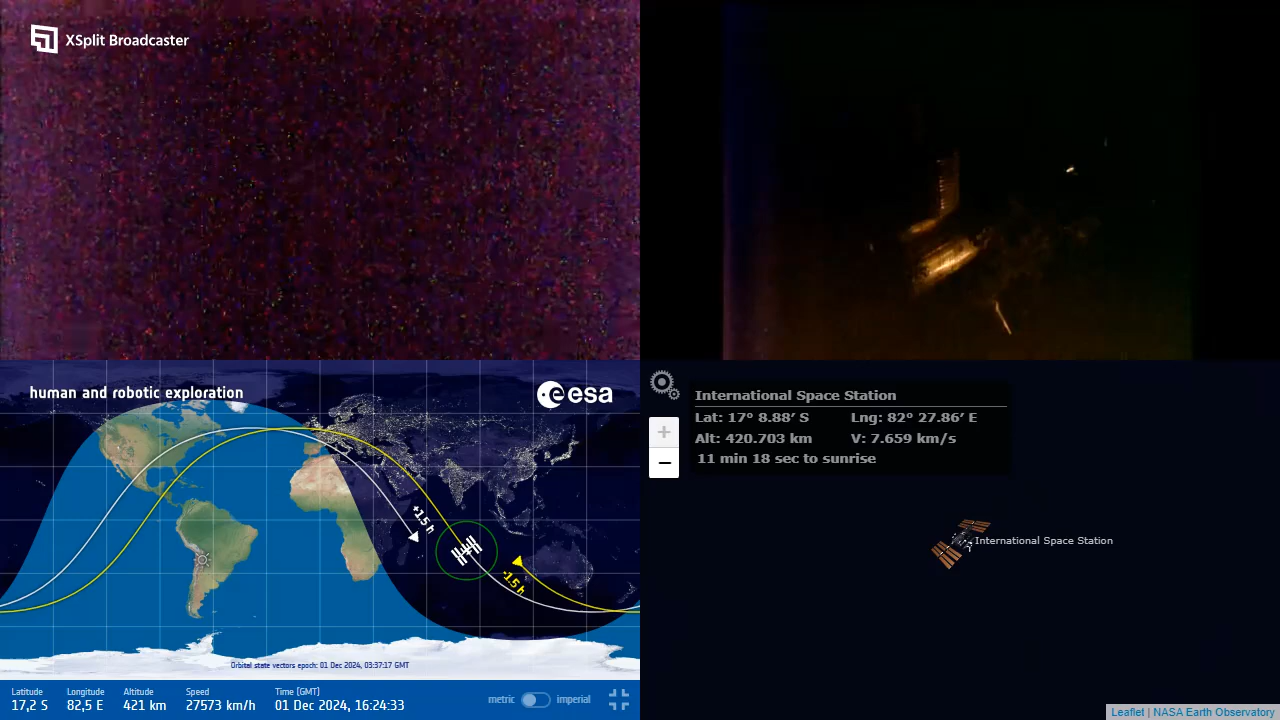 XSplit Broadcaster
human and robotic exploration
esa
+1.5 h
-1.5 h
Orbital state vectors epoch: 01 Dec 2024, 03:37:17 GMT
Latitude Longitude Altitude Speed Time (GMT)
17,2 S 82,5 E 421 km 27573 km/h 01 Dec 2024, 16:24:33
metric imperial
International Space Station
Lat: 17° 8.88′ S Lng: 82° 27.86′ E
Alt: 420.703 km V: 7.659 km/s
11 min 18 sec to sunrise
+
−
International Space Station
Leaflet | NASA Earth Observatory